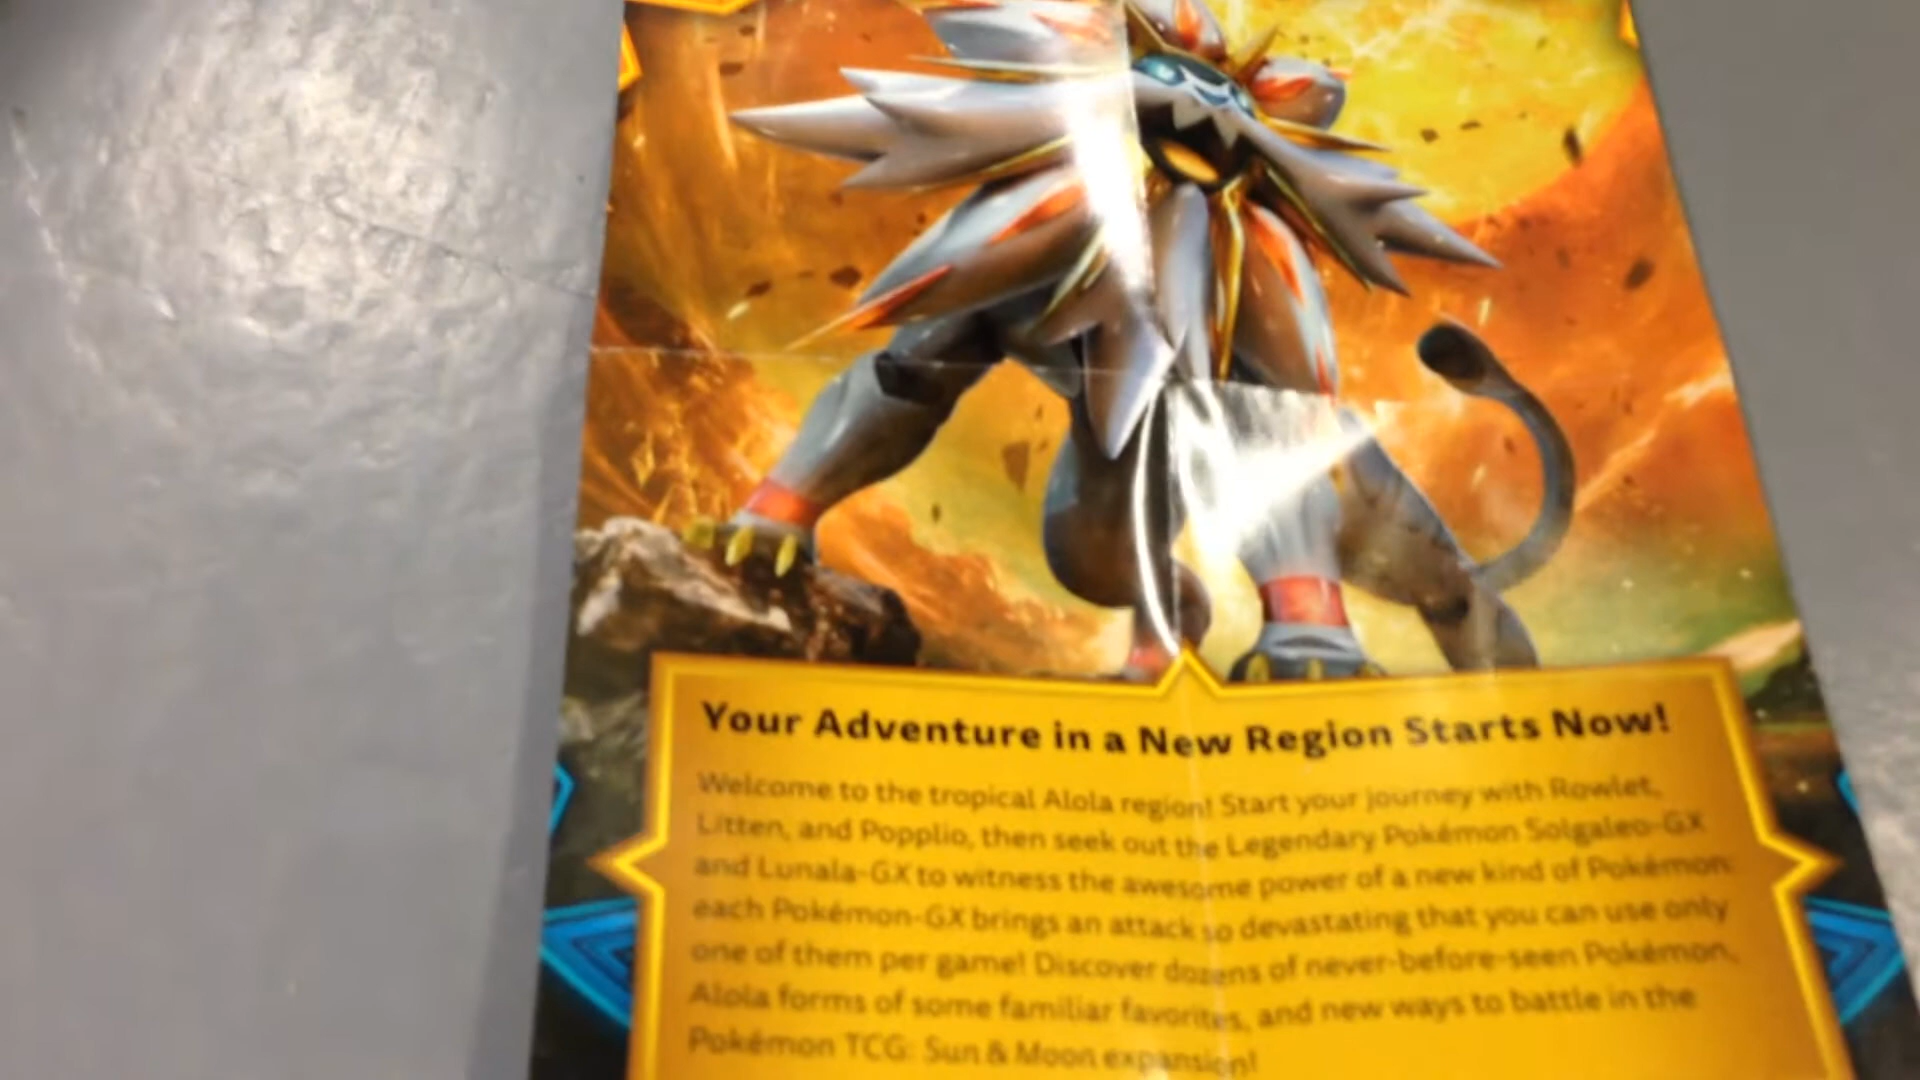 Your Adventure in a New Region Starts Now!
Welcome to the tropical Alola region! Start your journey with Rowlet,
Litten, and Popplio, then seek out the Legendary Pokémon Solgaleo-GX
and Lunala-GX to witness the awesome power of a new kind of Pokémon:
each Pokémon-GX brings an attack so devastating that you can use only
one of them per game! Discover dozens of never-before-seen Pokémon,
Alola forms of some familiar favorites, and new ways to battle in the
Pokémon TCG: Sun & Moon expansion!